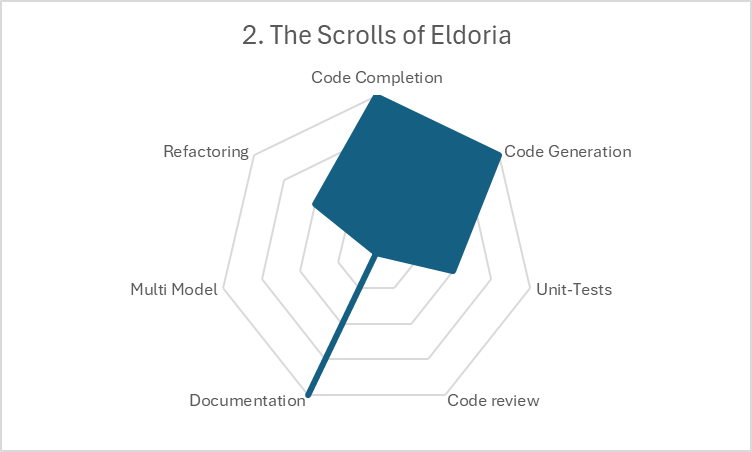 2. The Scrolls of Eldoria
Code Completion
Refactoring
Code Generation
Multi Model
Unit-Tests
Documentation
Code review